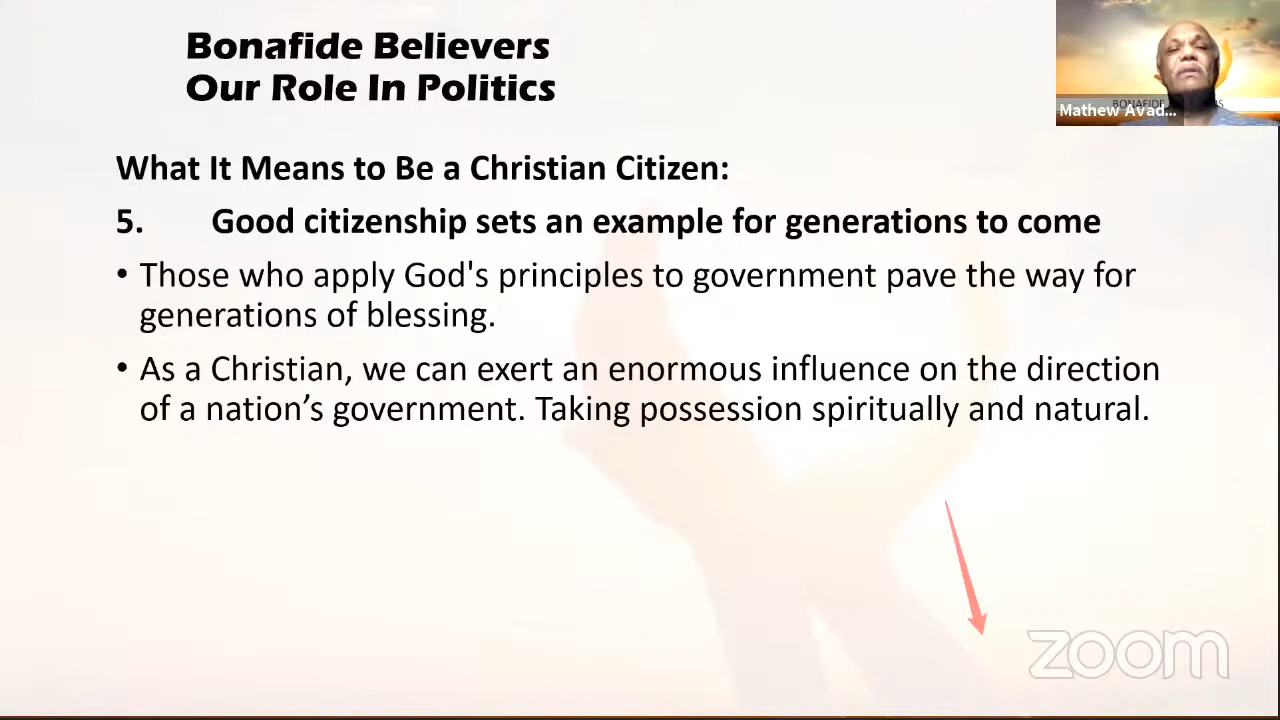 Bonafide Believers
Our Role In Politics
Mathew Avad...
What It Means to Be a Christian Citizen:
5. Good citizenship sets an example for generations to come
• Those who apply God's principles to government pave the way for
generations of blessing.
• As a Christian, we can exert an enormous influence on the direction
of a nation’s government. Taking possession spiritually and natural.
zoom